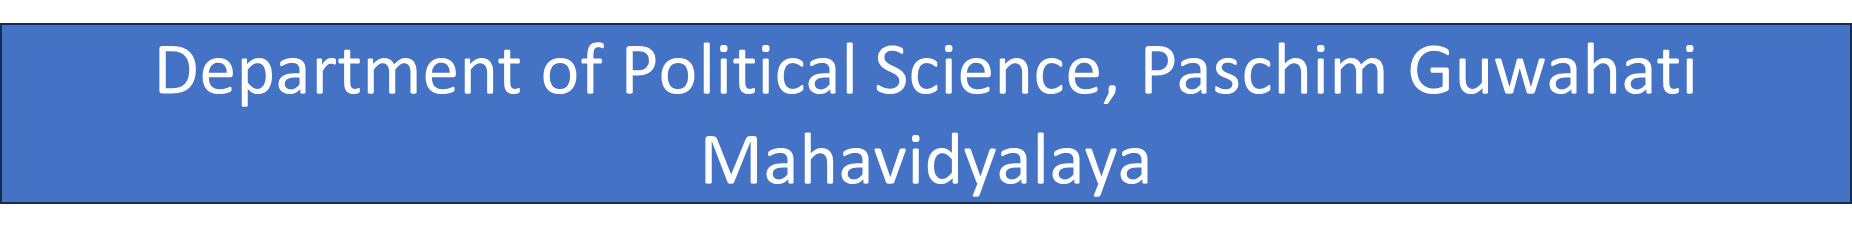 Department of Political Science, Paschim Guwahati
Mahavidyalaya